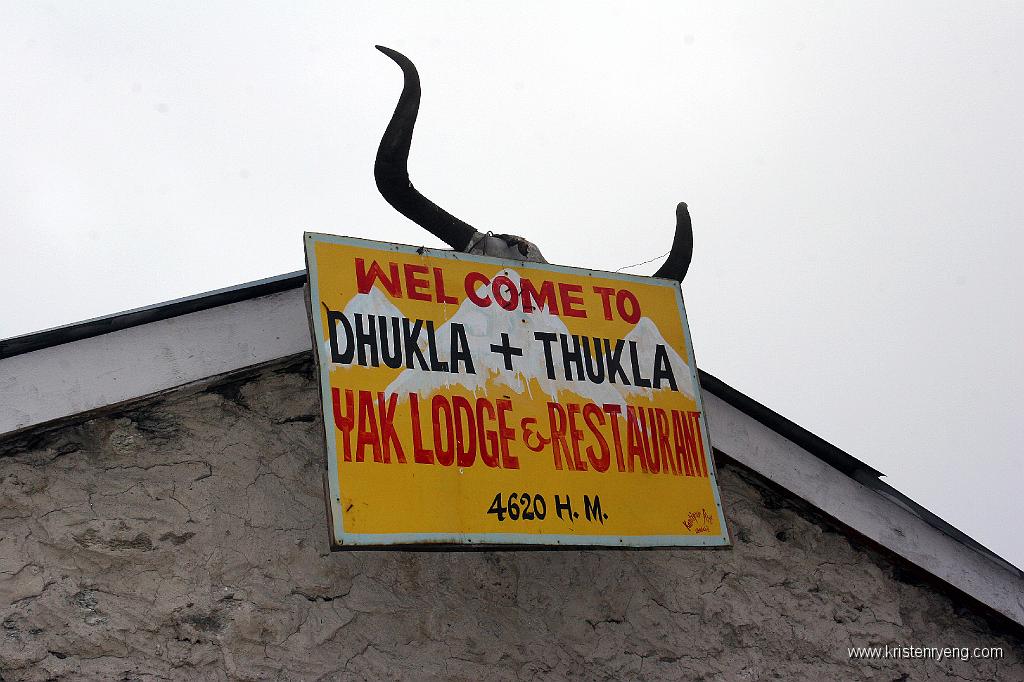 WELCOME TO
DHUKLA + THUKLA
YAK LODGE & RESTAURANT
4620 H.M.
www.kristenryeng.com